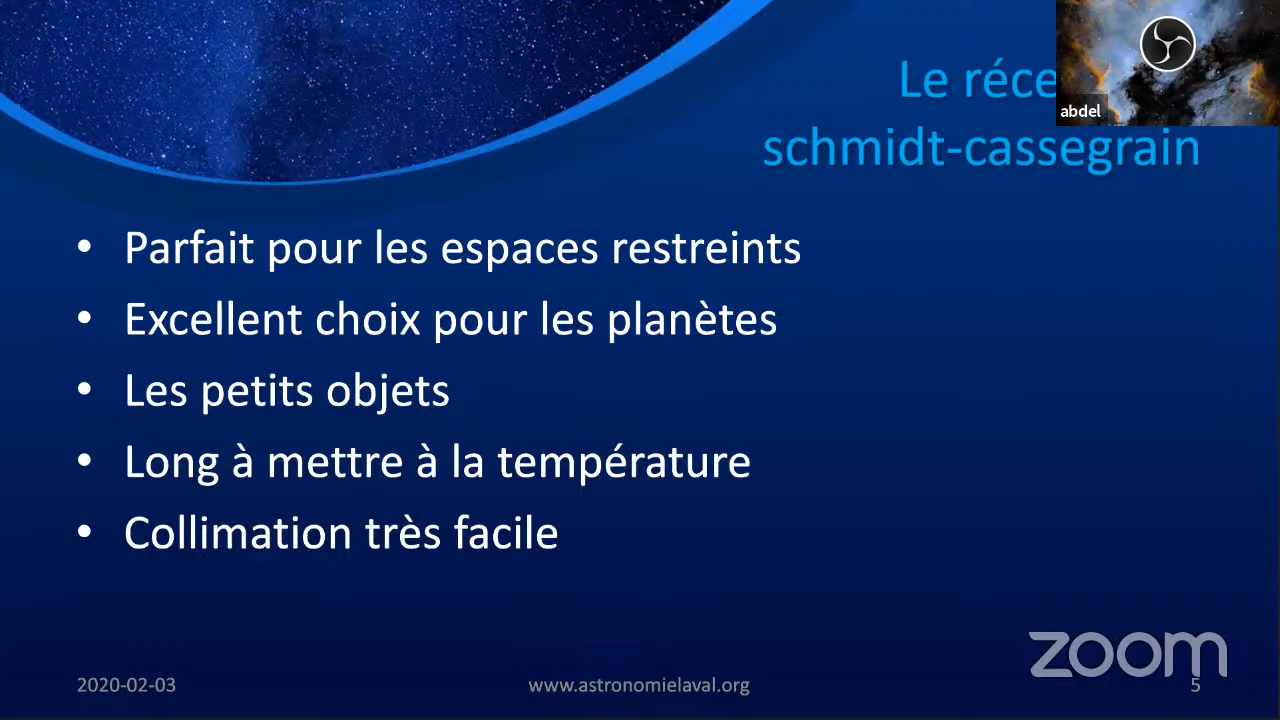 Le réce
schmidt-cassegrain
abdel
• Parfait pour les espaces restreints
• Excellent choix pour les planètes
• Les petits objets
• Long à mettre à la température
• Collimation très facile
zoom
2020-02-03
www.astronomielaval.org
5